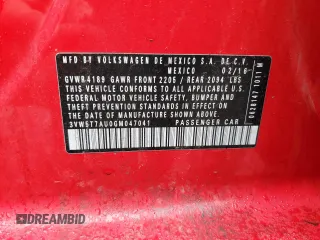 MFD BY VOLKSWAGEN DE MEXICO S.A. DE C.V.
MEXICO 02/16
GVWR 4189 GAWR FRONT 2205 / REAR 2094 LBS
THIS VEHICLE CONFORMS TO ALL APPLICABLE U.S.
FEDERAL MOTOR VEHICLE SAFETY, BUMPER, AND
THEFT PREVENTION STANDARDS IN EFFECT ON
THE DATE OF MANUFACTURE SHOWN ABOVE.
3VW5T7AU0GM047041 PASSENGER CAR
DREAMBID